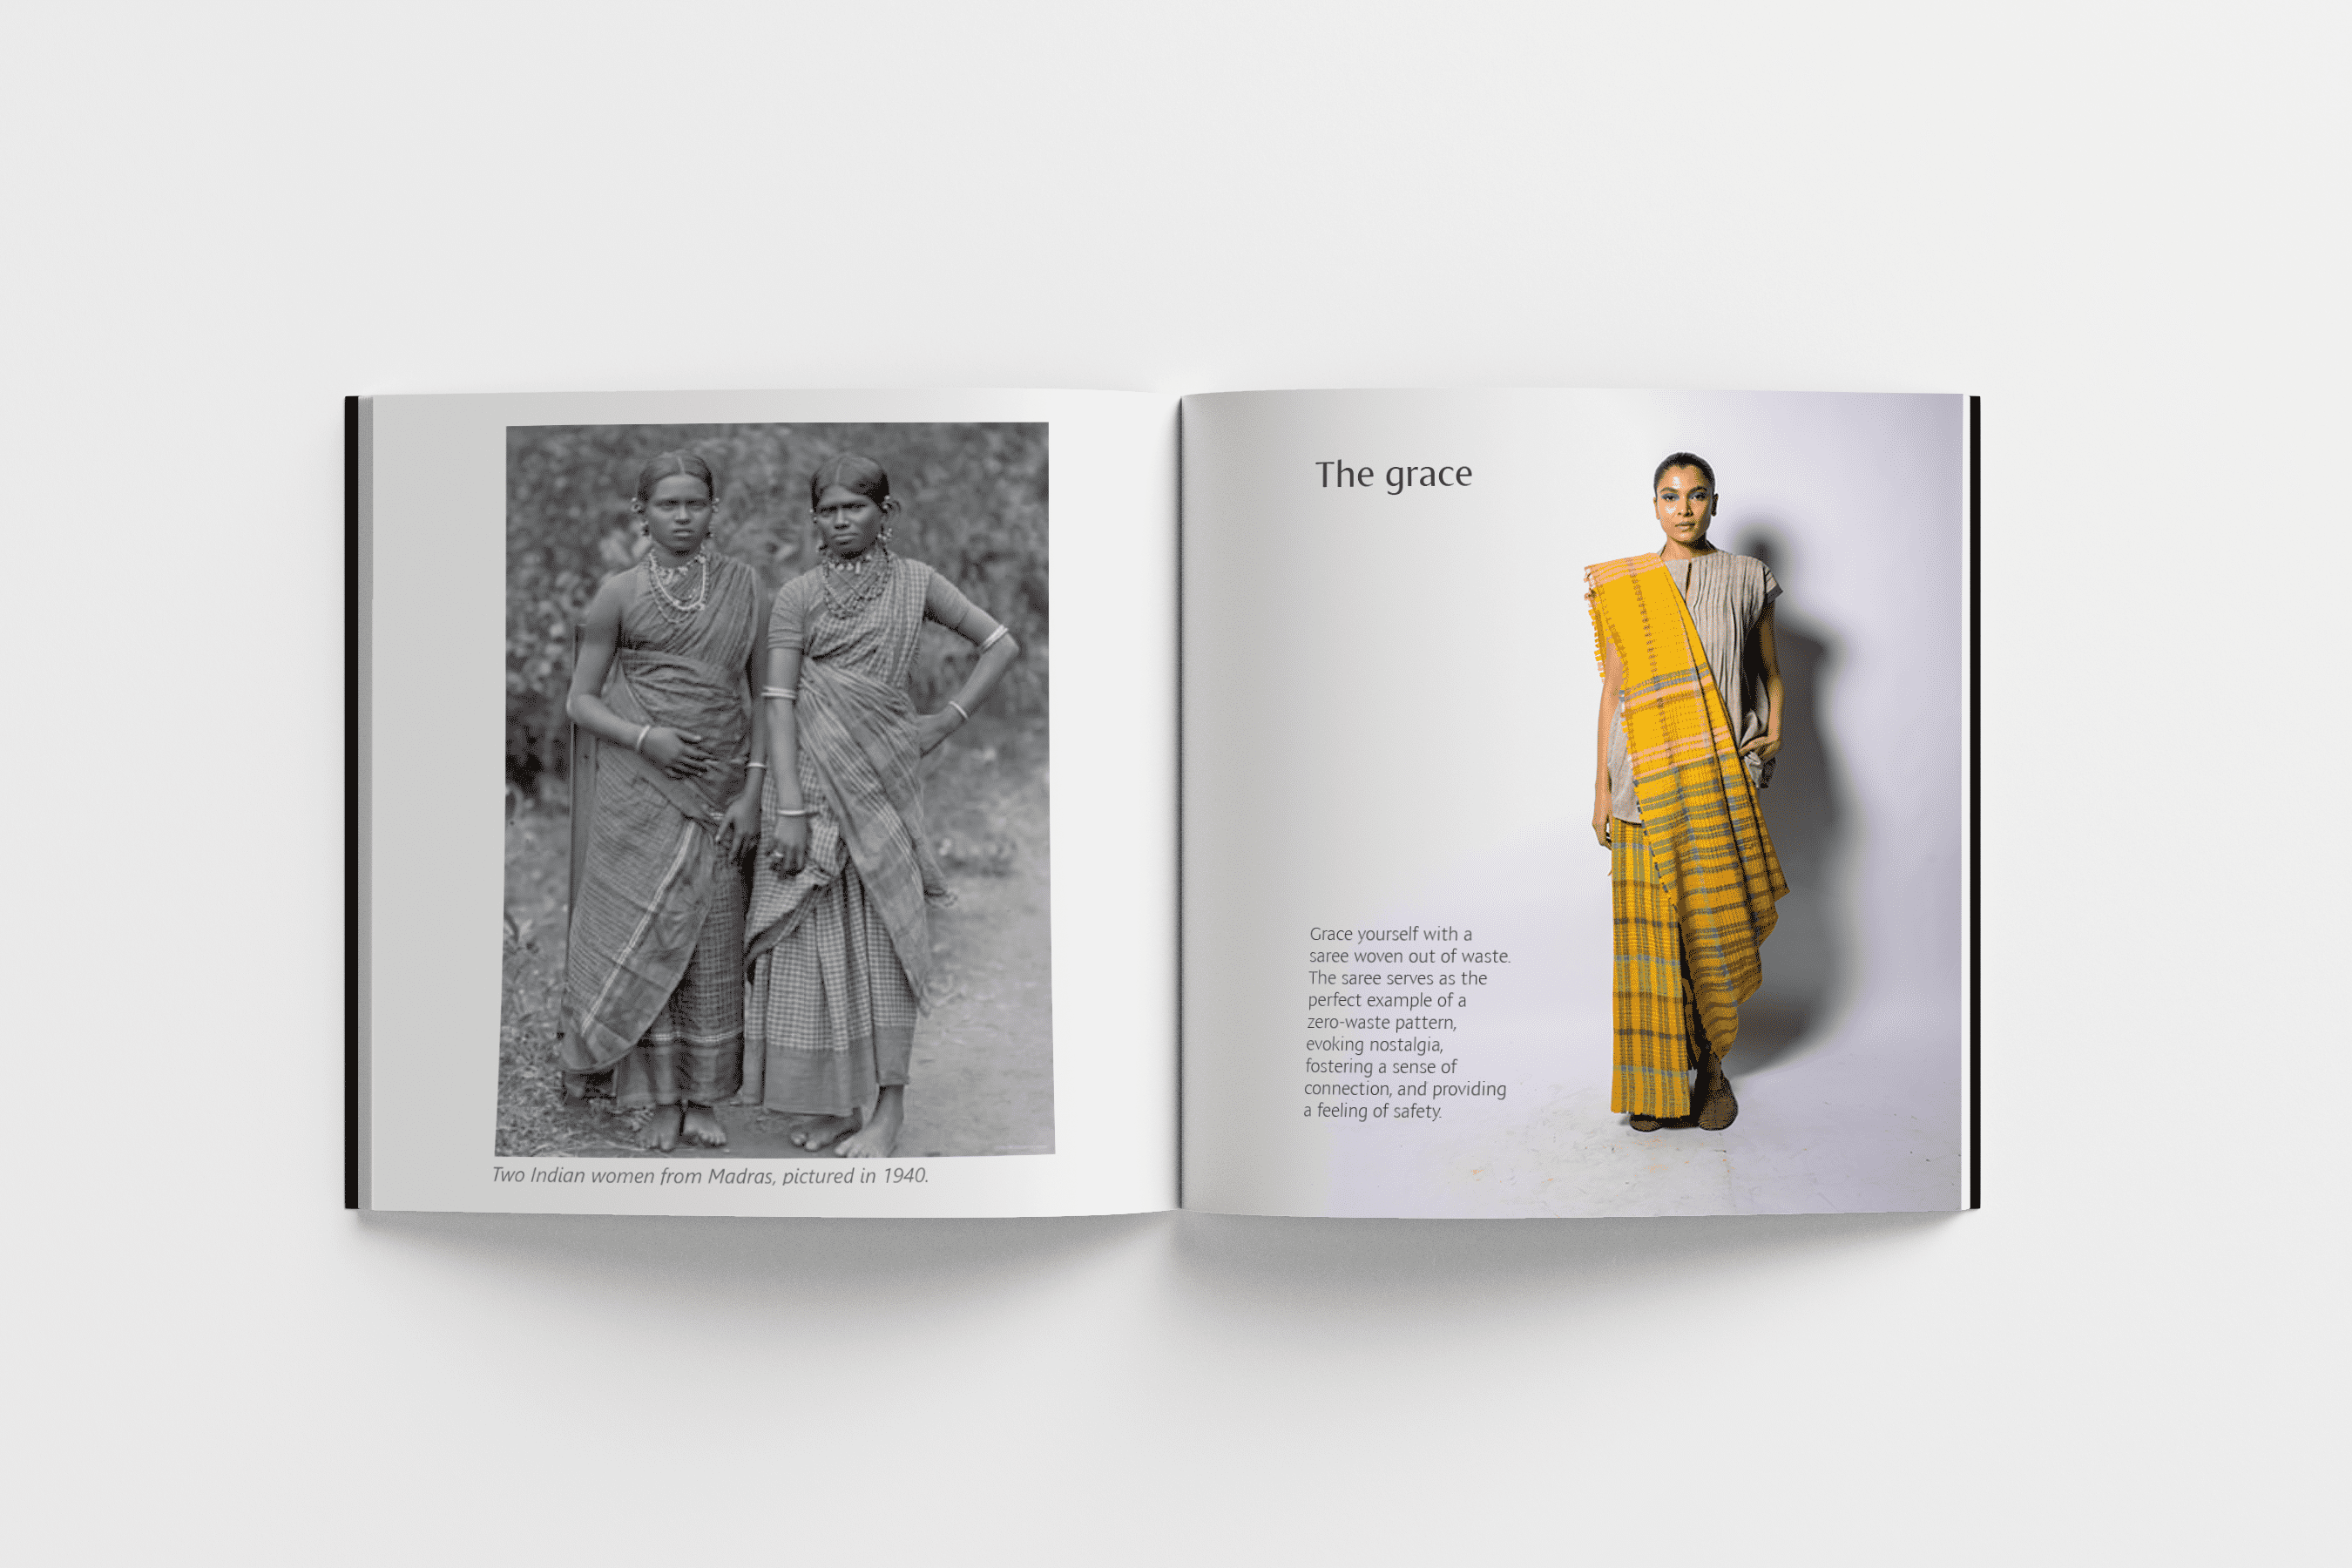 Two Indian women from Madras, pictured in 1940.
The grace
Grace yourself with a
saree woven out of waste.
The saree serves as the
perfect example of a
zero-waste pattern,
evoking nostalgia,
fostering a sense of
connection, and providing
a feeling of safety.